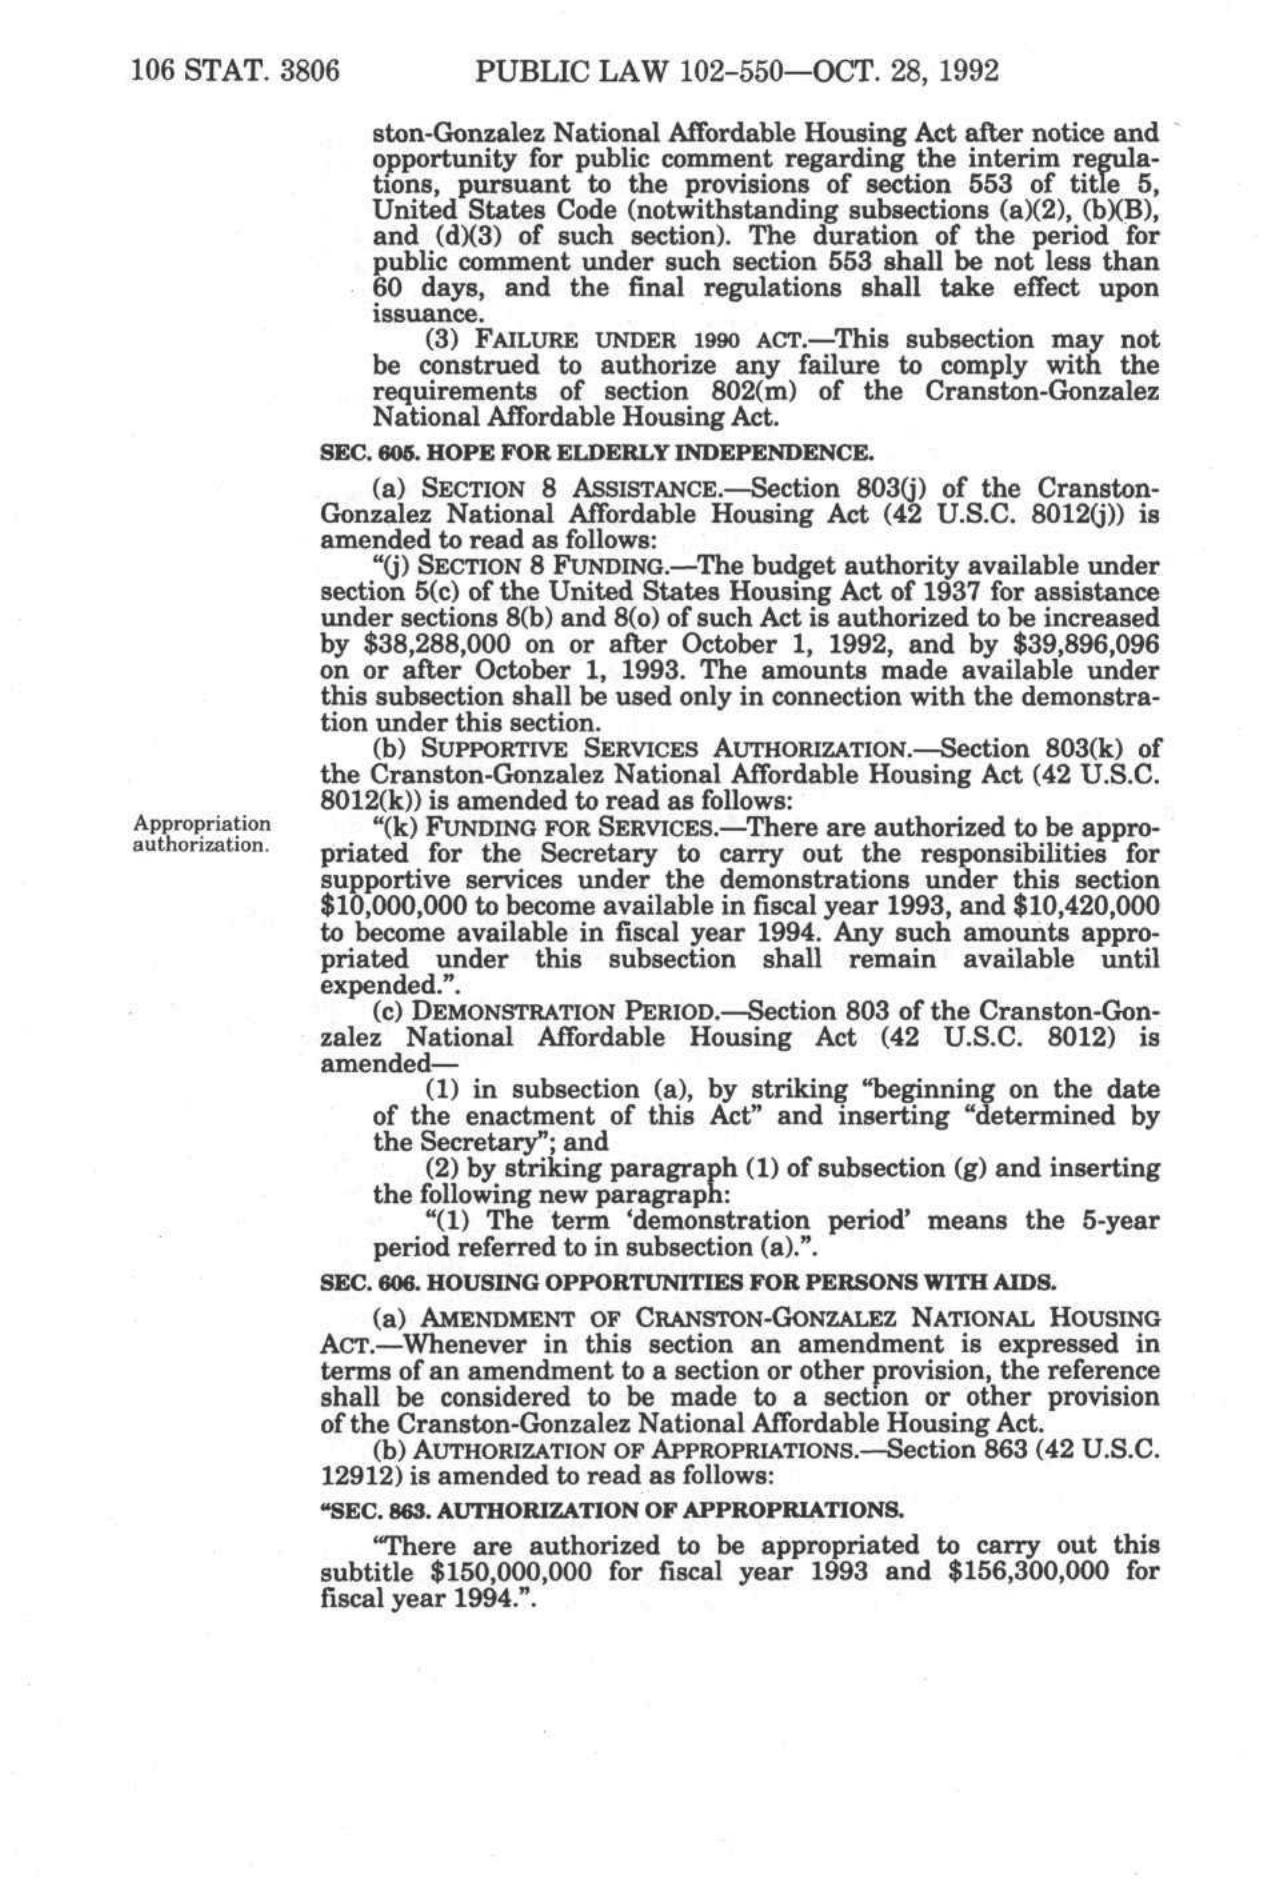 106 STAT. 3806 PUBLIC LAW 102-550—OCT. 28, 1992
ston-Gonzalez National Affordable Housing Act after notice and
opportunity for public comment regarding the interim regula-
tions, pursuant to the provisions of section 553 of title 5,
United States Code (notwithstanding subsections (a)(2), (b)(B),
and (d)(3) of such section). The duration of the period for
public comment under such section 553 shall be not less than
60 days, and the final regulations shall take effect upon
issuance.
(3) FAILURE UNDER 1990 ACT.—This subsection may not
be construed to authorize any failure to comply with the
requirements of section 802(m) of the Cranston-Gonzalez
National Affordable Housing Act.
SEC. 605. HOPE FOR ELDERLY INDEPENDENCE.
(a) SECTION 8 ASSISTANCE.—Section 803(j) of the Cranston-
Gonzalez National Affordable Housing Act (42 U.S.C. 8012(j)) is
amended to read as follows:
“(j) SECTION 8 FUNDING.—The budget authority available under
section 5(c) of the United States Housing Act of 1937 for assistance
under sections 8(b) and 8(o) of such Act is authorized to be increased
by $38,288,000 on or after October 1, 1992, and by $39,896,096
on or after October 1, 1993. The amounts made available under
this subsection shall be used only in connection with the demonstra-
tion under this section.
(b) SUPPORTIVE SERVICES AUTHORIZATION.—Section 803(k) of
the Cranston-Gonzalez National Affordable Housing Act (42 U.S.C.
8012(k)) is amended to read as follows:
Appropriation
authorization.
“(k) FUNDING FOR SERVICES.—There are authorized to be appro-
priated for the Secretary to carry out the responsibilities for
supportive services under the demonstrations under this section
$10,000,000 to become available in fiscal year 1993, and $10,420,000
to become available in fiscal year 1994. Any such amounts appro-
priated under this subsection shall remain available until
expended.”.
(c) DEMONSTRATION PERIOD.—Section 803 of the Cranston-Gon-
zalez National Affordable Housing Act (42 U.S.C. 8012) is
amended—
(1) in subsection (a), by striking “beginning on the date
of the enactment of this Act” and inserting “determined by
the Secretary”; and
(2) by striking paragraph (1) of subsection (g) and inserting
the following new paragraph:
“(1) The term ‘demonstration period’ means the 5-year
period referred to in subsection (a).”.
SEC. 606. HOUSING OPPORTUNITIES FOR PERSONS WITH AIDS.
(a) AMENDMENT OF CRANSTON-GONZALEZ NATIONAL HOUSING
ACT.—Whenever in this section an amendment is expressed in
terms of an amendment to a section or other provision, the reference
shall be considered to be made to a section or other provision
of the Cranston-Gonzalez National Affordable Housing Act.
(b) AUTHORIZATION OF APPROPRIATIONS.—Section 863 (42 U.S.C.
12912) is amended to read as follows:
“SEC. 863. AUTHORIZATION OF APPROPRIATIONS.
“There are authorized to be appropriated to carry out this
subtitle $150,000,000 for fiscal year 1993 and $156,300,000 for
fiscal year 1994.”.